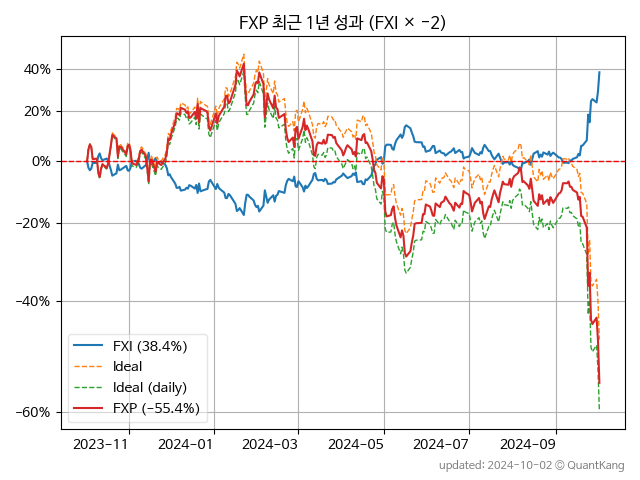 FXP 최근 1년 성과 (FXI × −2)
40%
20%
0%
−20%
−40%
−60%
FXI (38.4%)
Ideal
Ideal (daily)
FXP (−55.4%)
2023−11 2024−01 2024−03 2024−05 2024−07 2024−09
updated: 2024-10-02 © QuantKang